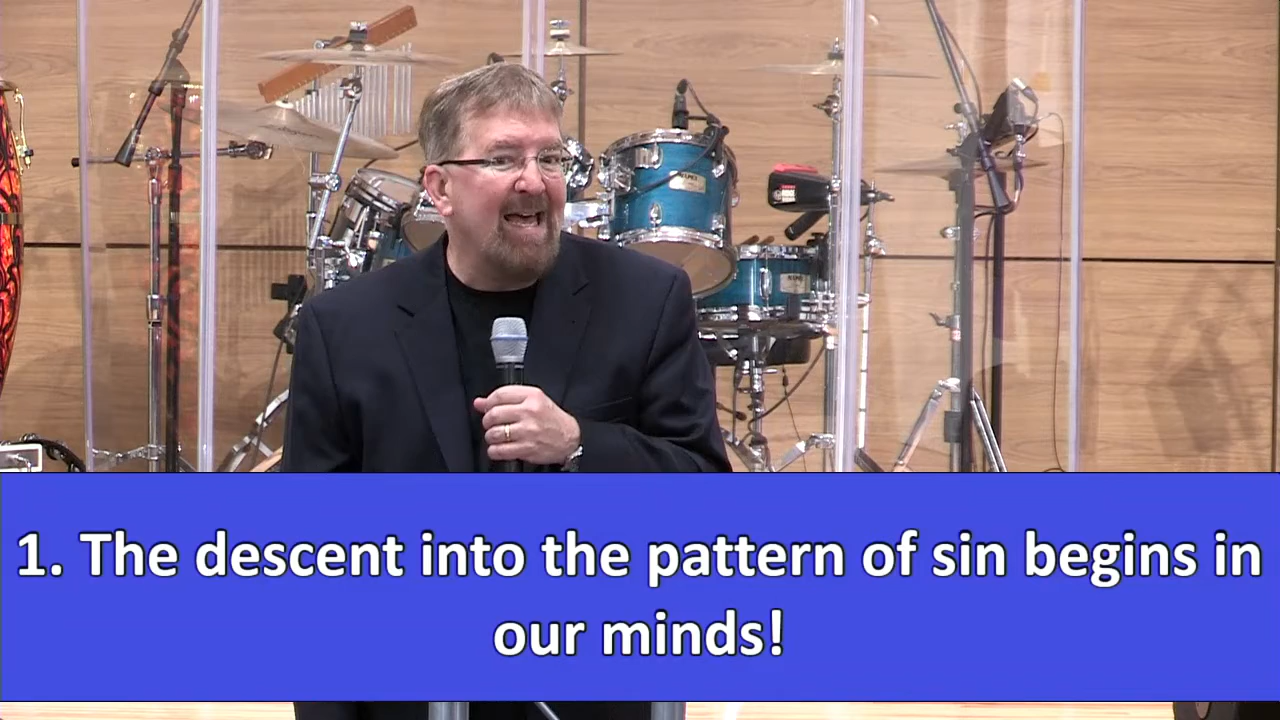 1. The descent into the pattern of sin begins in
our minds!